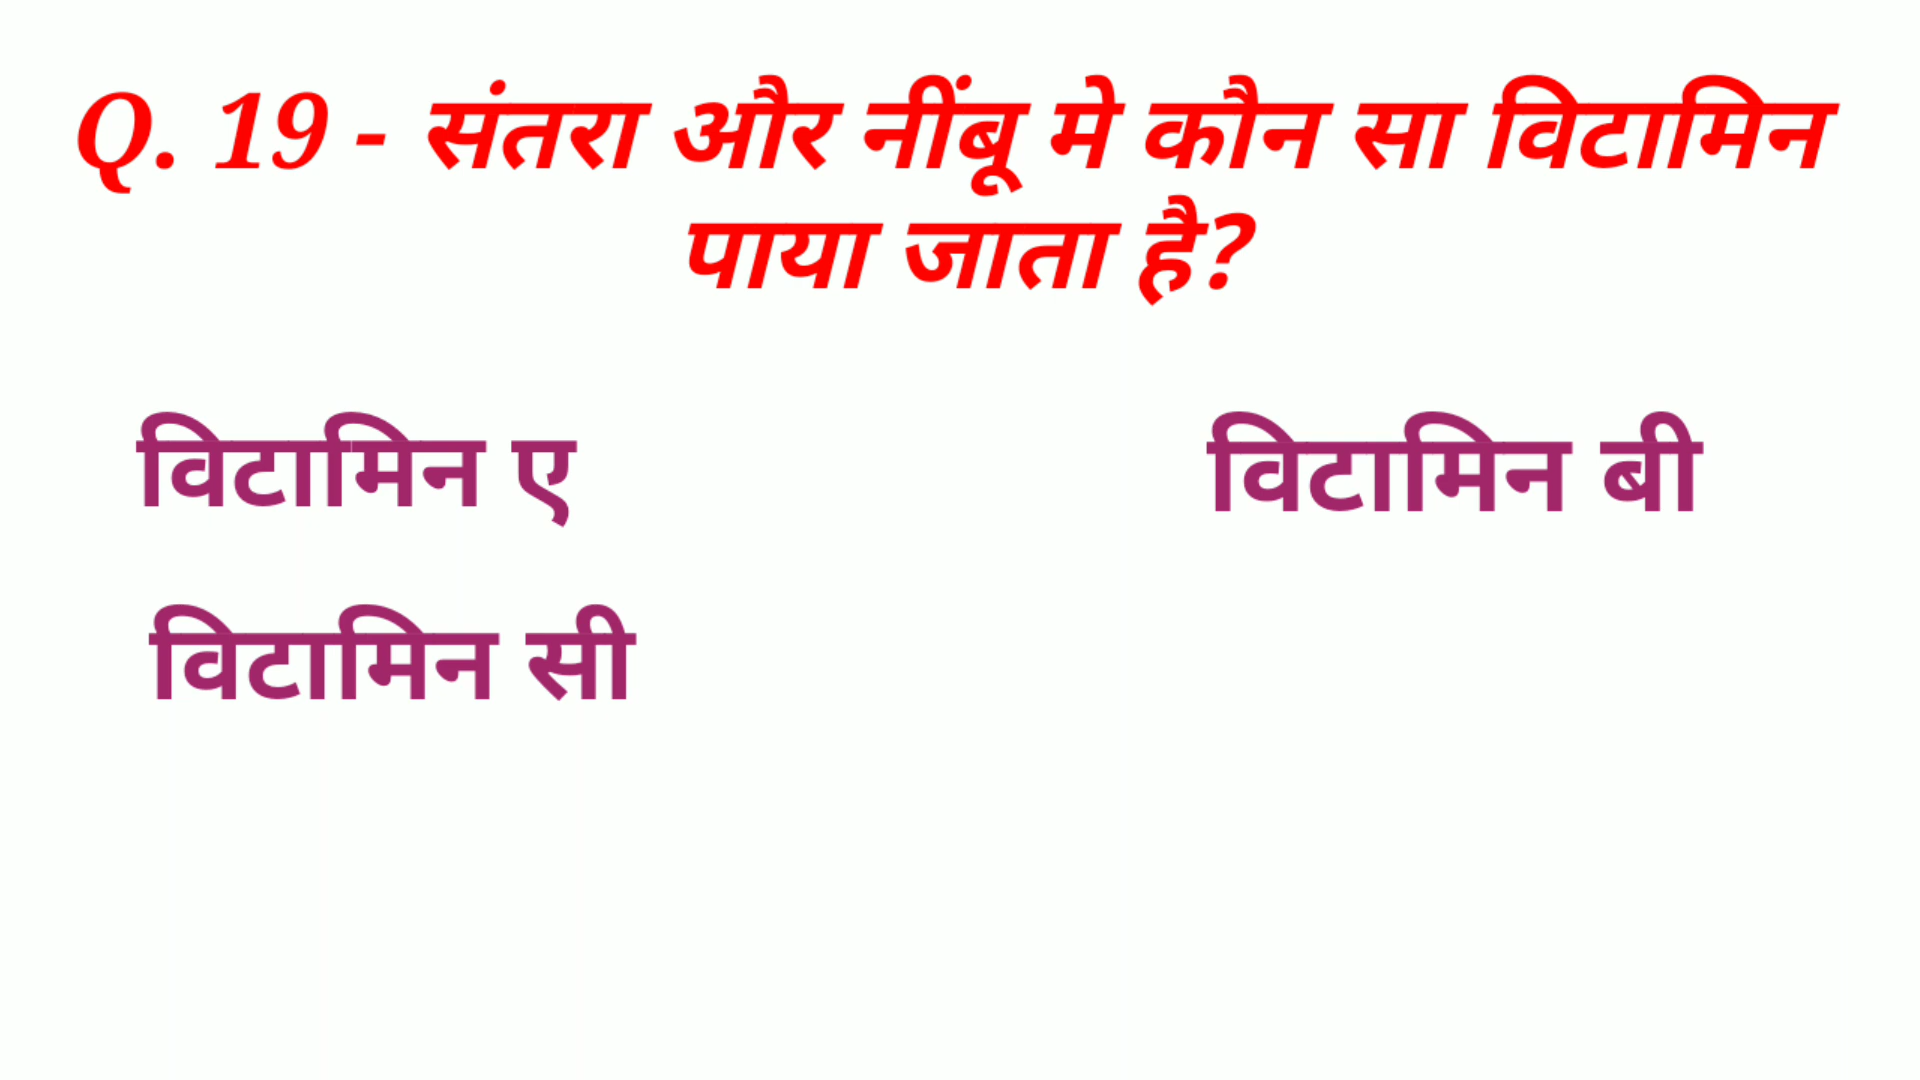 Q. 19 - संतरा और नींबू मे कौन सा विटामिन
पाया जाता है?
विटामिन ए
विटामिन बी
विटामिन सी